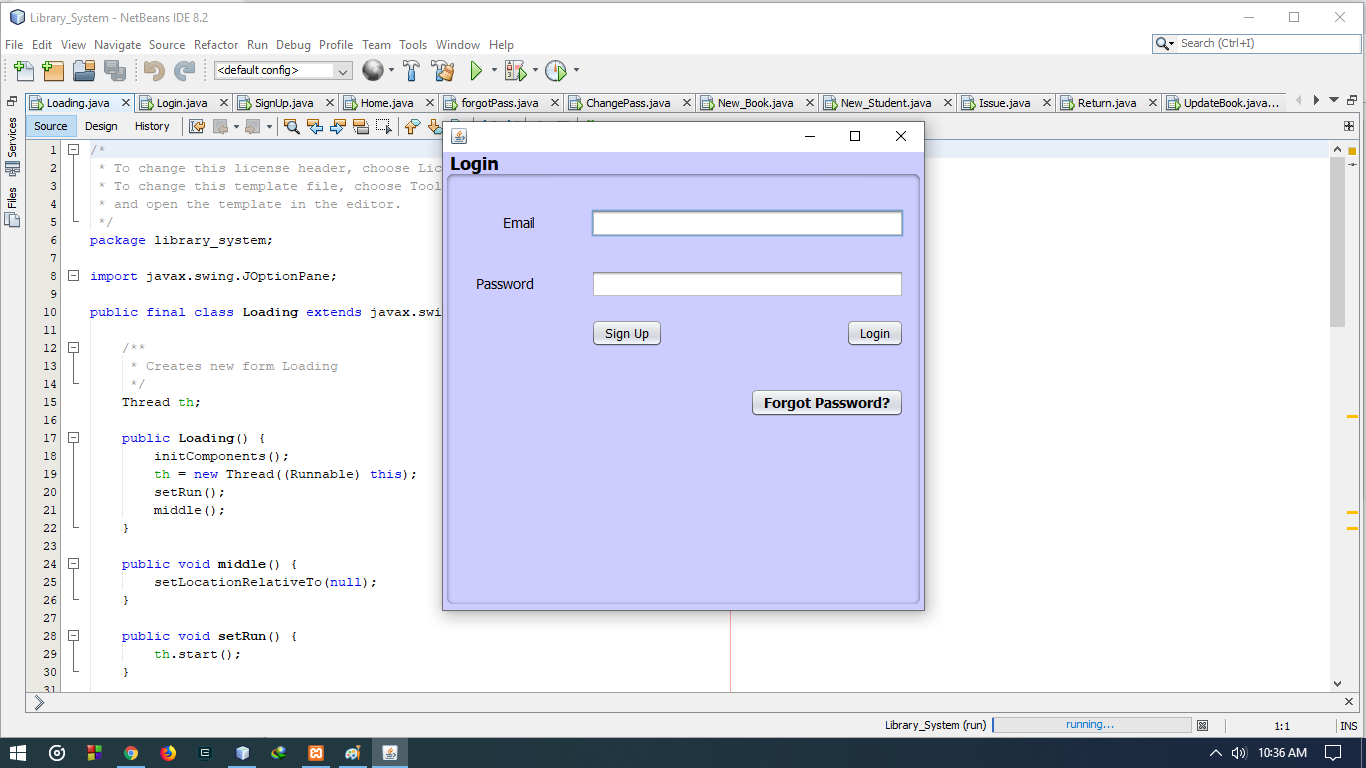 Library_System - NetBeans IDE 8.2
File Edit View Navigate Source Refactor Run Debug Profile Team Tools Window Help
Search (Ctrl+I)
<default config>
Loading.java Login.java SignUp.java Home.java forgotPass.java ChangePass.java New_Book.java New_Student.java Issue.java Return.java UpdateBook.java...
Source Design History
Services
Files
1 /*
2 * To change this license header, choose Lic
3 * To change this template file, choose Tool
4 * and open the template in the editor.
5 */
6 package library_system;
7
8 import javax.swing.JOptionPane;
9
10 public final class Loading extends javax.swi
11
12 /**
13 * Creates new form Loading
14 */
15 Thread th;
16
17 public Loading() {
18 initComponents();
19 th = new Thread((Runnable) this);
20 setRun();
21 middle();
22 }
23
24 public void middle() {
25 setLocationRelativeTo(null);
26 }
27
28 public void setRun() {
29 th.start();
30 }
31
Login
Email
Password
Sign Up Login
Forgot Password?
Library_System (run) running... 1:1 INS
10:36 AM